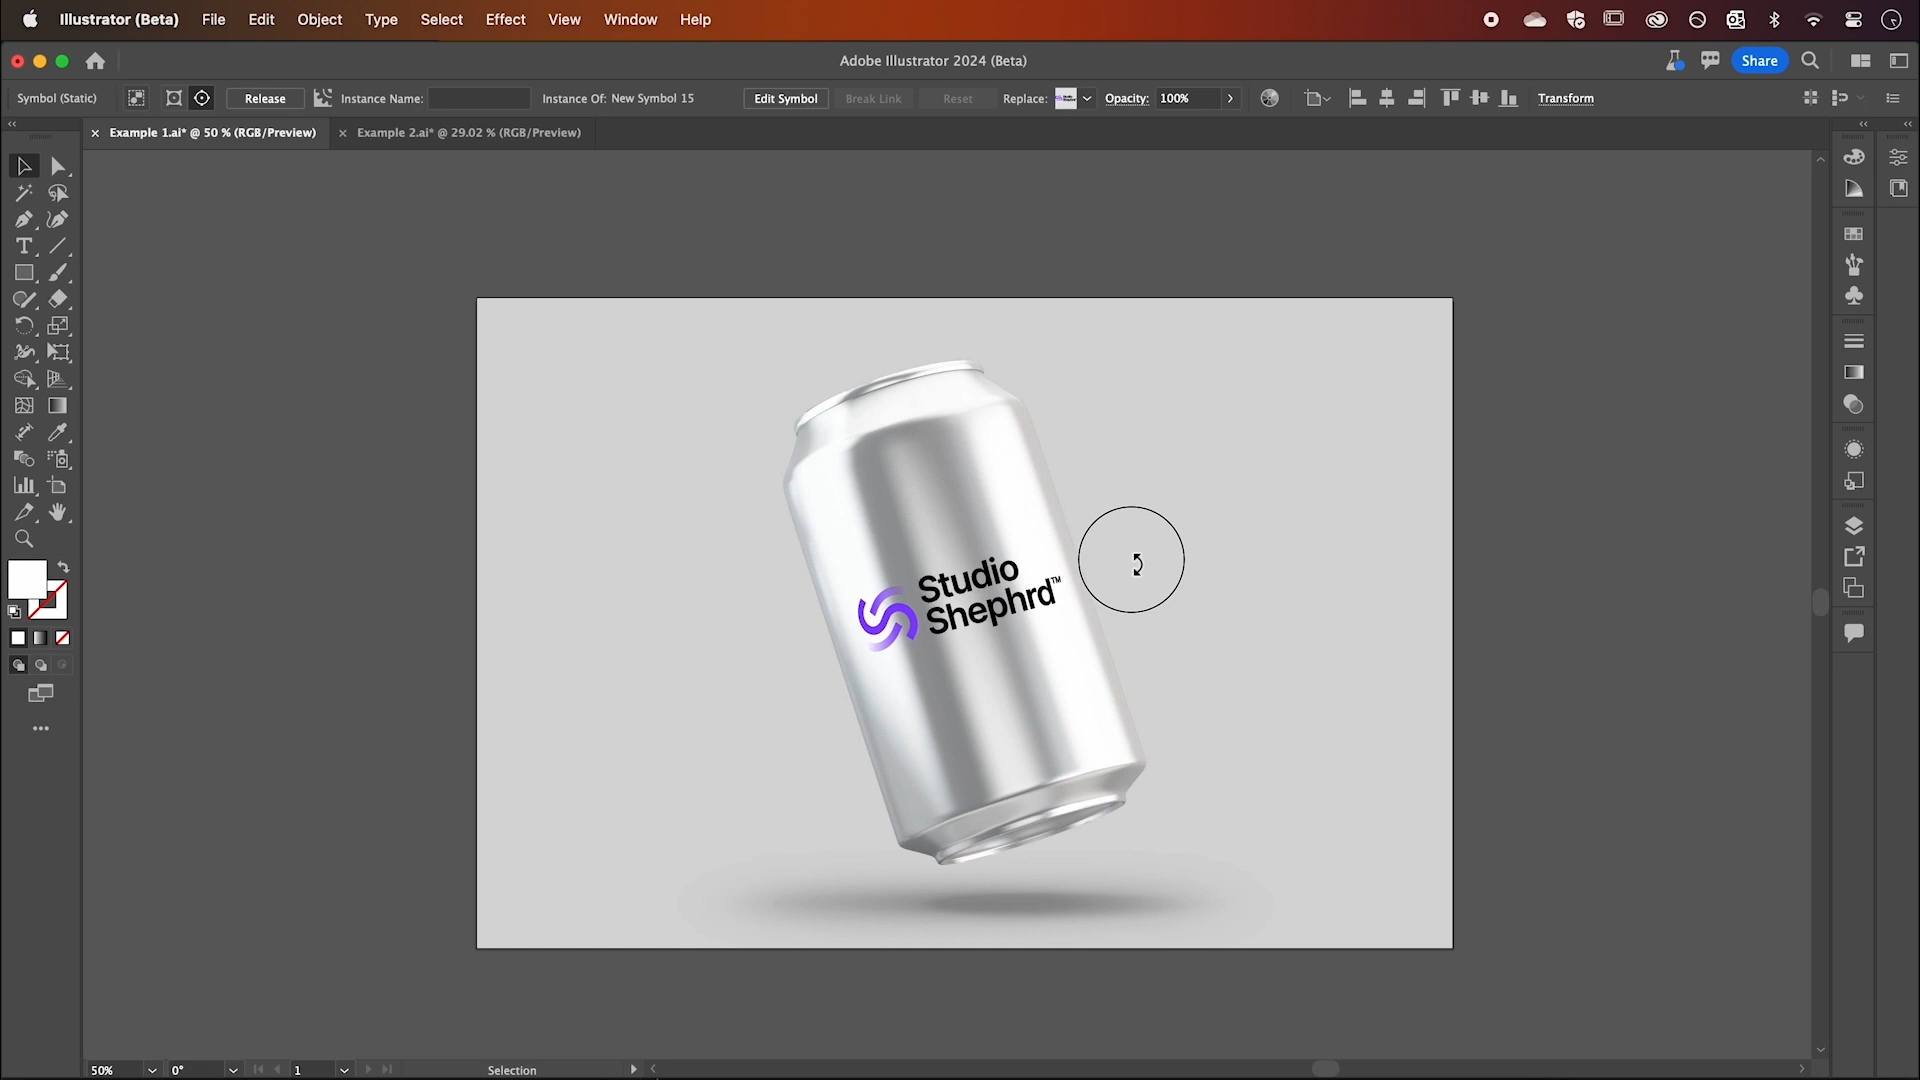 Illustrator (Beta) File Edit Object Type Select Effect View Window Help
Adobe Illustrator 2024 (Beta)
Share
Symbol (Static) Release Instance Name: Instance Of: New Symbol 15 Edit Symbol Break Link Reset Replace: Opacity: 100% Transform
Example 1.ai* @ 50 % (RGB/Preview) Example 2.ai* @ 29.02 % (RGB/Preview)
Studio
Shephrd™
50% 0° 1 Selection